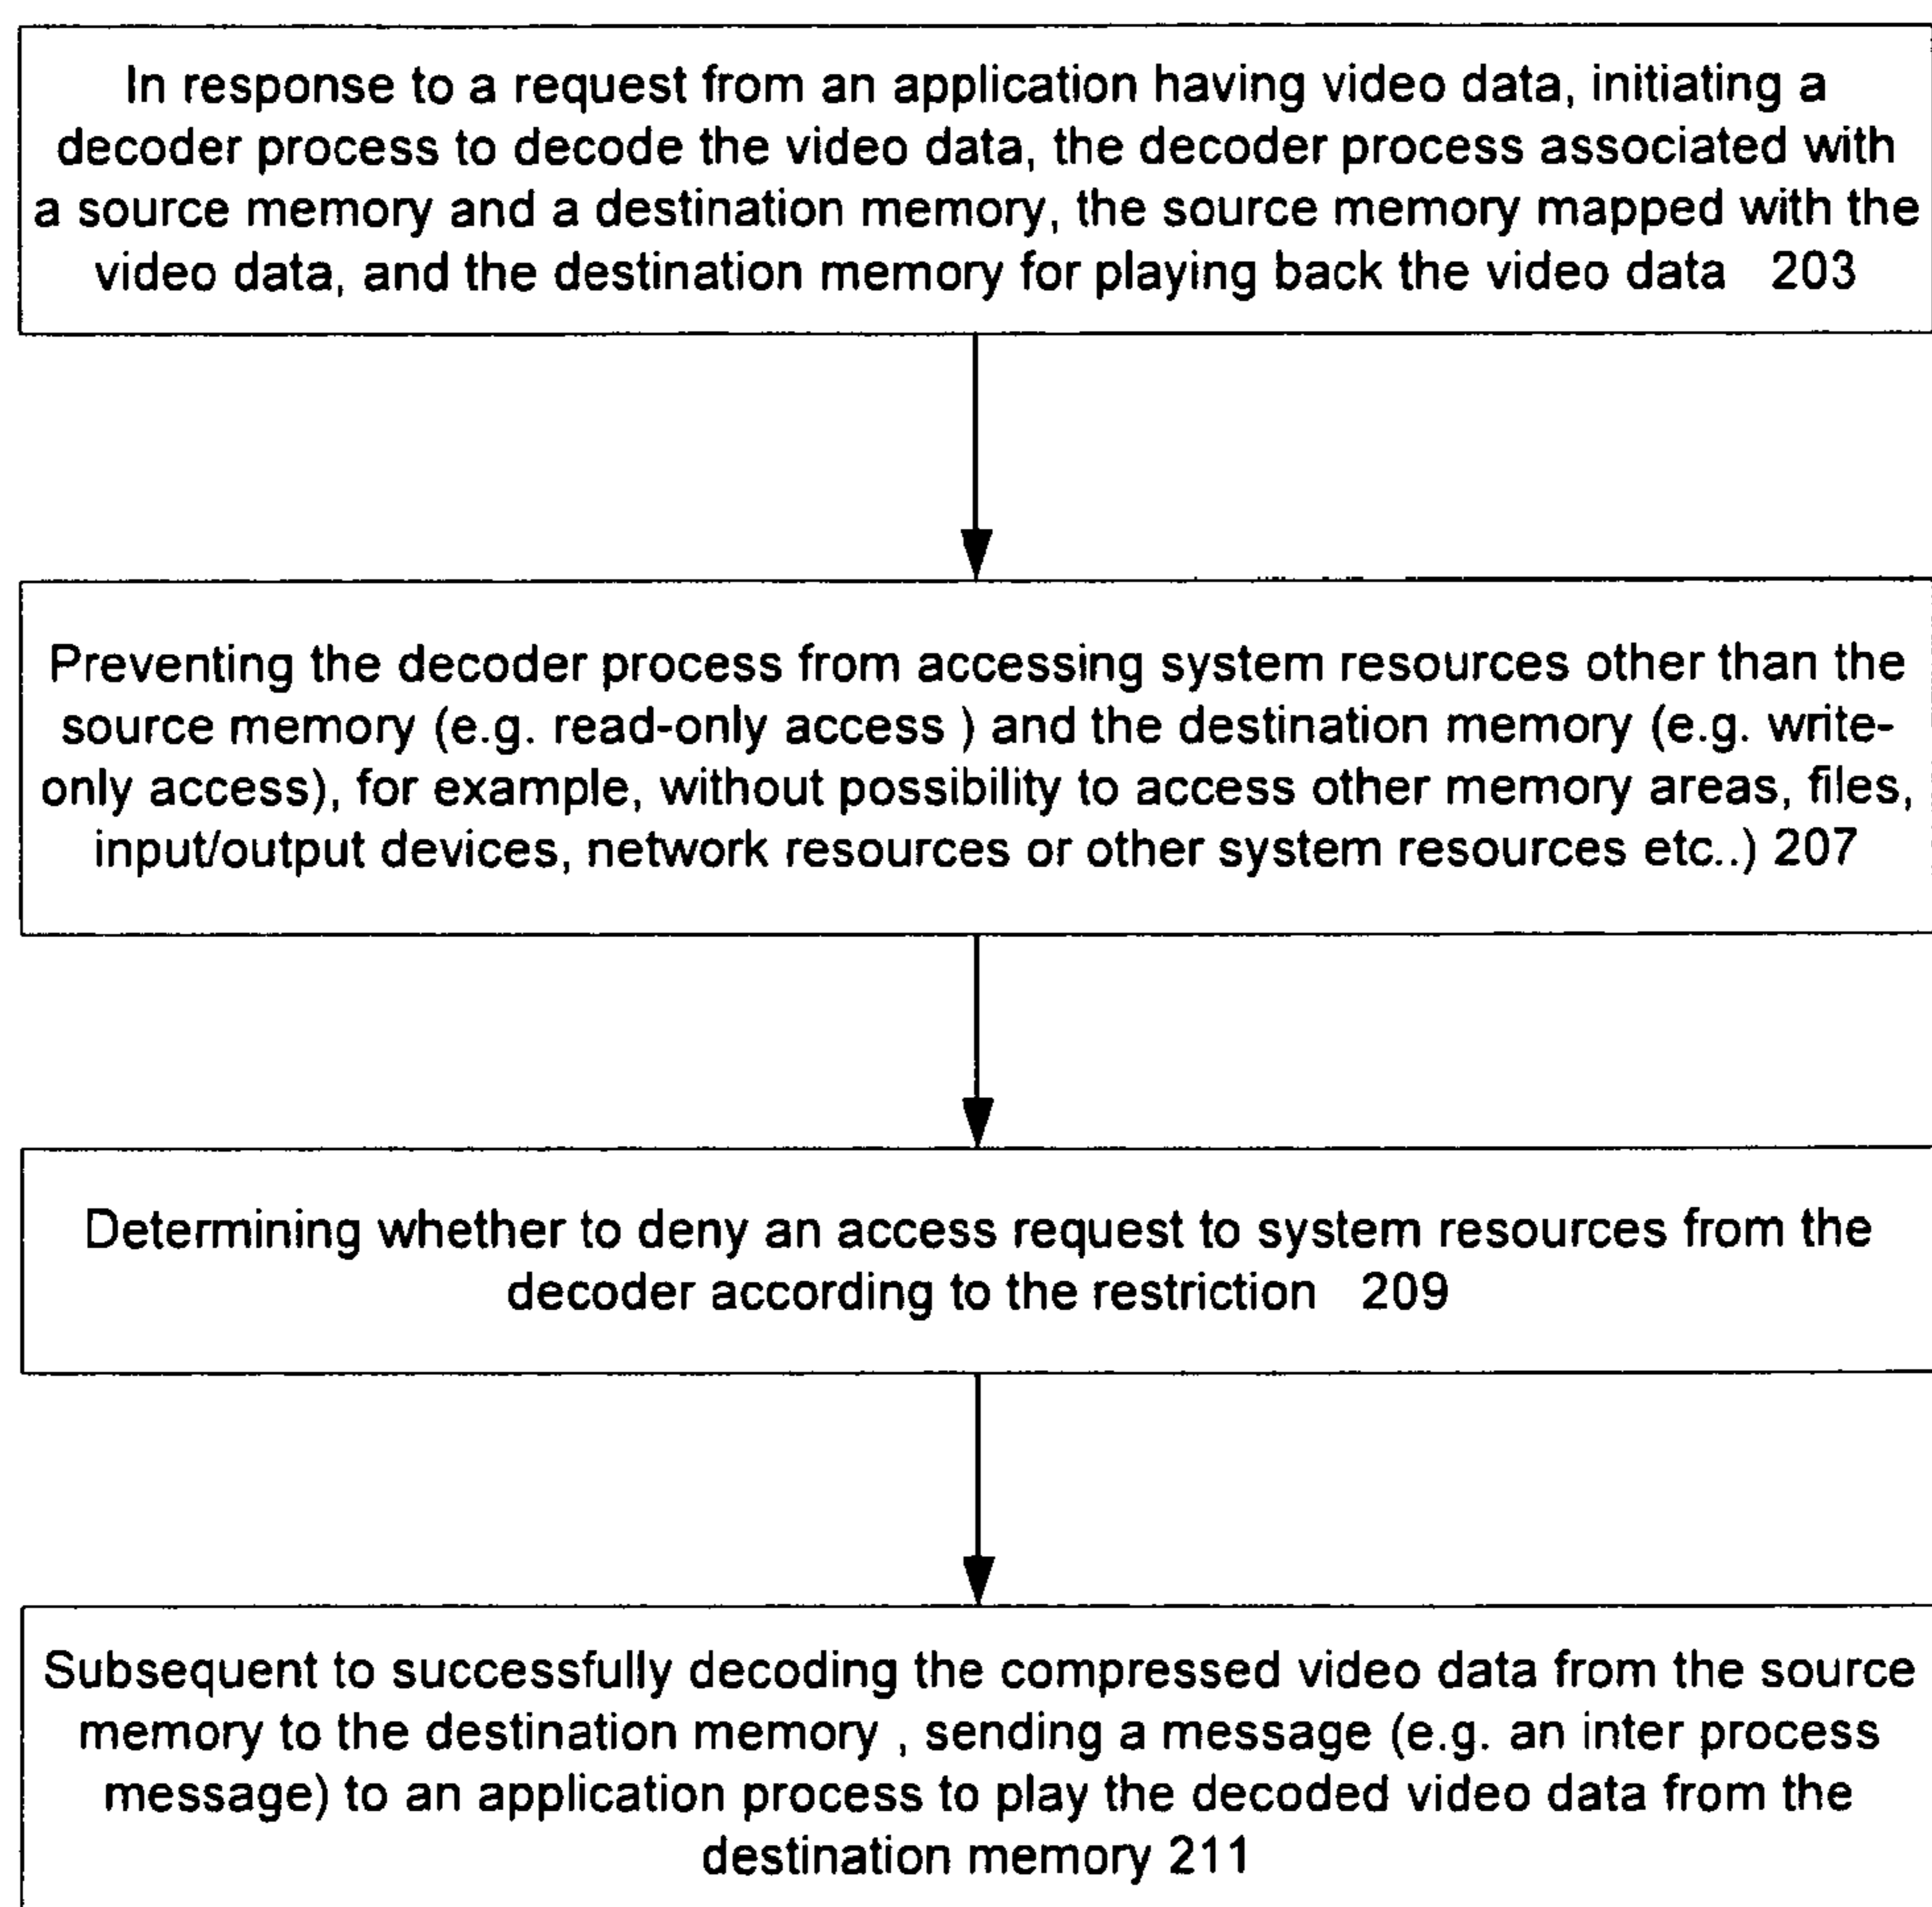 In response to a request from an application having video data, initiating a
decoder process to decode the video data, the decoder process associated with
a source memory and a destination memory, the source memory mapped with the
video data, and the destination memory for playing back the video data 203
Preventing the decoder process from accessing system resources other than the
source memory (e.g. read-only access ) and the destination memory (e.g. write-
only access), for example, without possibility to access other memory areas, files,
input/output devices, network resources or other system resources etc..) 207
Determining whether to deny an access request to system resources from the
decoder according to the restriction 209
Subsequent to successfully decoding the compressed video data from the source
memory to the destination memory , sending a message (e.g. an inter process
message) to an application process to play the decoded video data from the
destination memory 211